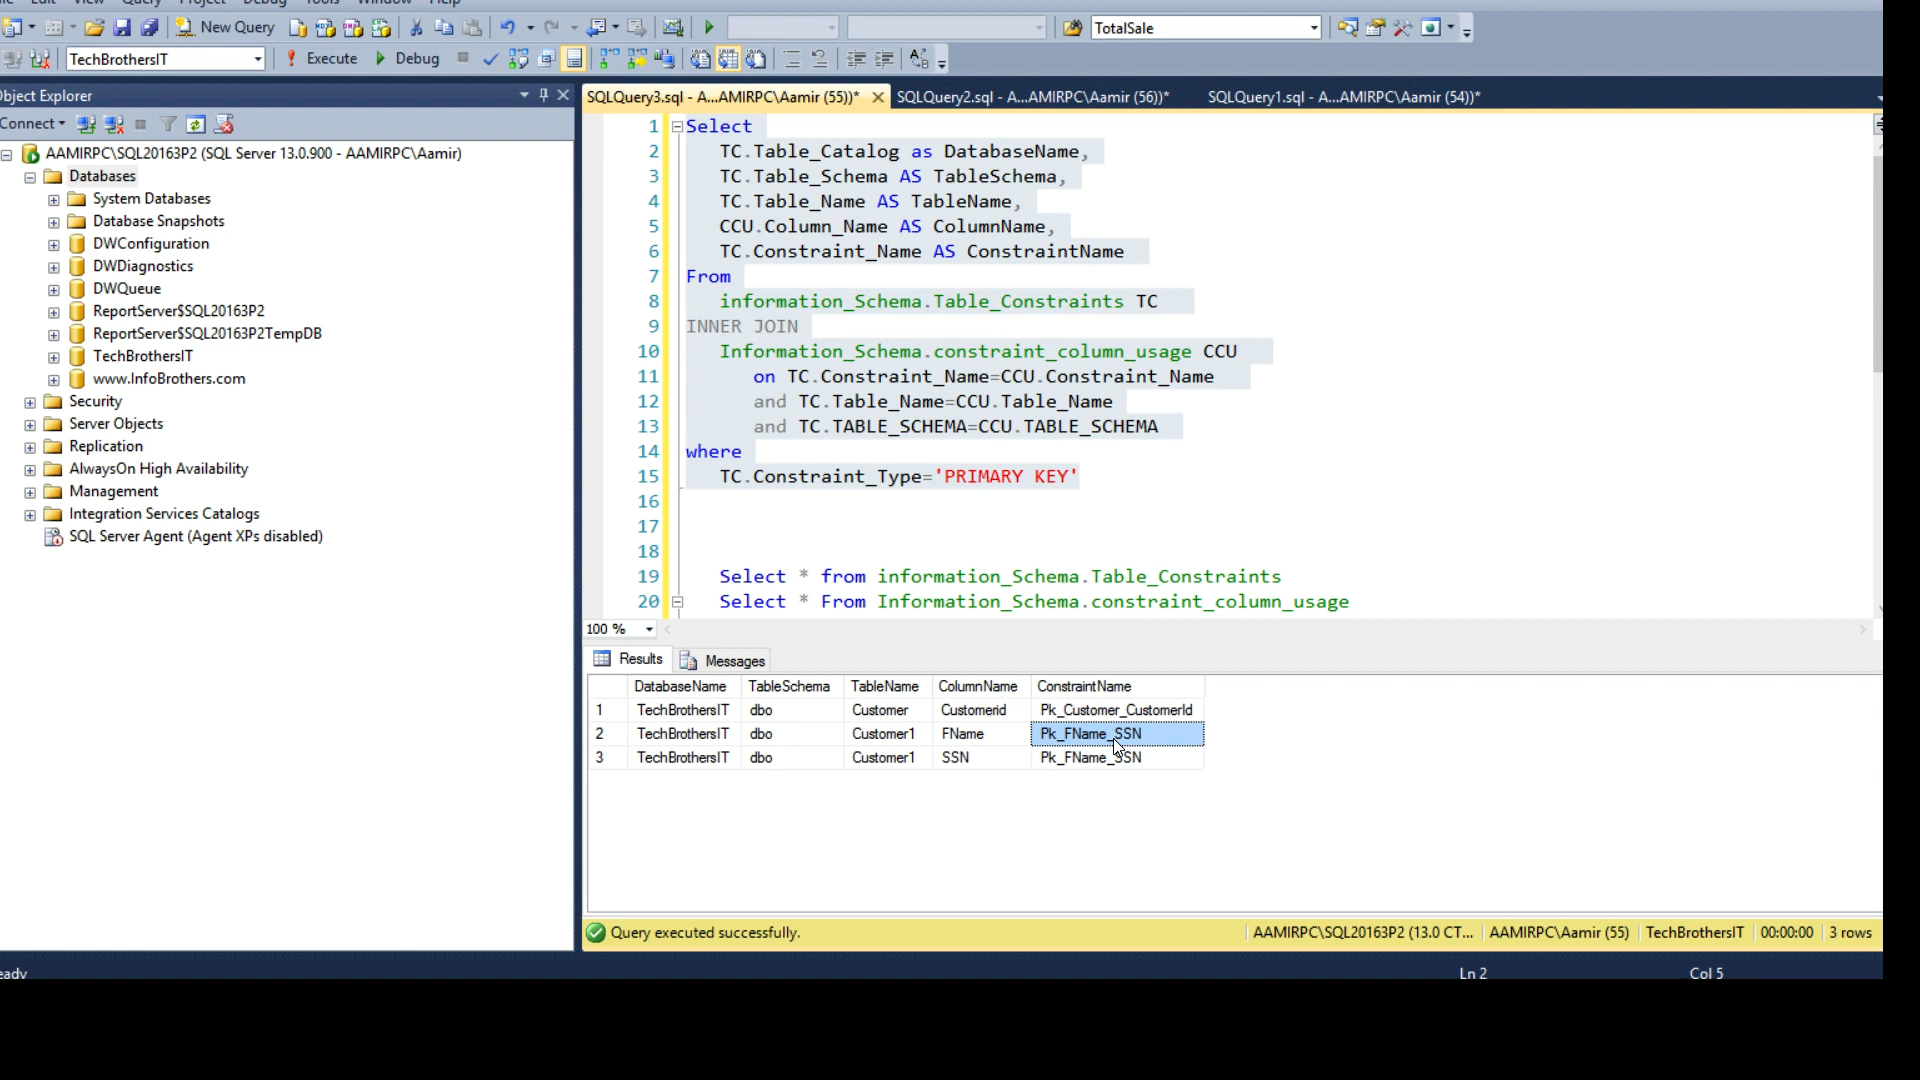 Edit View Query Project Debug Tools Window Help
New Query TotalSale
TechBrothersIT Execute Debug
Object Explorer
Connect
AAMIRPC\SQL20163P2 (SQL Server 13.0.900 - AAMIRPC\Aamir)
Databases
System Databases
Database Snapshots
DWConfiguration
DWDiagnostics
DWQueue
ReportServer$SQL20163P2
ReportServer$SQL20163P2TempDB
TechBrothersIT
www.InfoBrothers.com
Security
Server Objects
Replication
AlwaysOn High Availability
Management
Integration Services Catalogs
SQL Server Agent (Agent XPs disabled)
SQLQuery3.sql - A...AMIRPC\Aamir (55))* SQLQuery2.sql - A...AMIRPC\Aamir (56))* SQLQuery1.sql - A...AMIRPC\Aamir (54))*
1 Select
2 TC.Table_Catalog as DatabaseName,
3 TC.Table_Schema AS TableSchema,
4 TC.Table_Name AS TableName,
5 CCU.Column_Name AS ColumnName,
6 TC.Constraint_Name AS ConstraintName
7 From
8 information_Schema.Table_Constraints TC
9 INNER JOIN
10 Information_Schema.constraint_column_usage CCU
11 on TC.Constraint_Name=CCU.Constraint_Name
12 and TC.Table_Name=CCU.Table_Name
13 and TC.TABLE_SCHEMA=CCU.TABLE_SCHEMA
14 where
15 TC.Constraint_Type='PRIMARY KEY'
16
17
18
19 Select * from information_Schema.Table_Constraints
20 Select * From Information_Schema.constraint_column_usage
100 %
Results Messages
DatabaseName TableSchema TableName ColumnName ConstraintName
1 TechBrothersIT dbo Customer Customerid Pk_Customer_CustomerId
2 TechBrothersIT dbo Customer1 FName Pk_FName_SSN
3 TechBrothersIT dbo Customer1 SSN Pk_FName_SSN
Query executed successfully. AAMIRPC\SQL20163P2 (13.0 CT... AAMIRPC\Aamir (55) TechBrothersIT 00:00:00 3 rows
eady Ln 2 Col 5